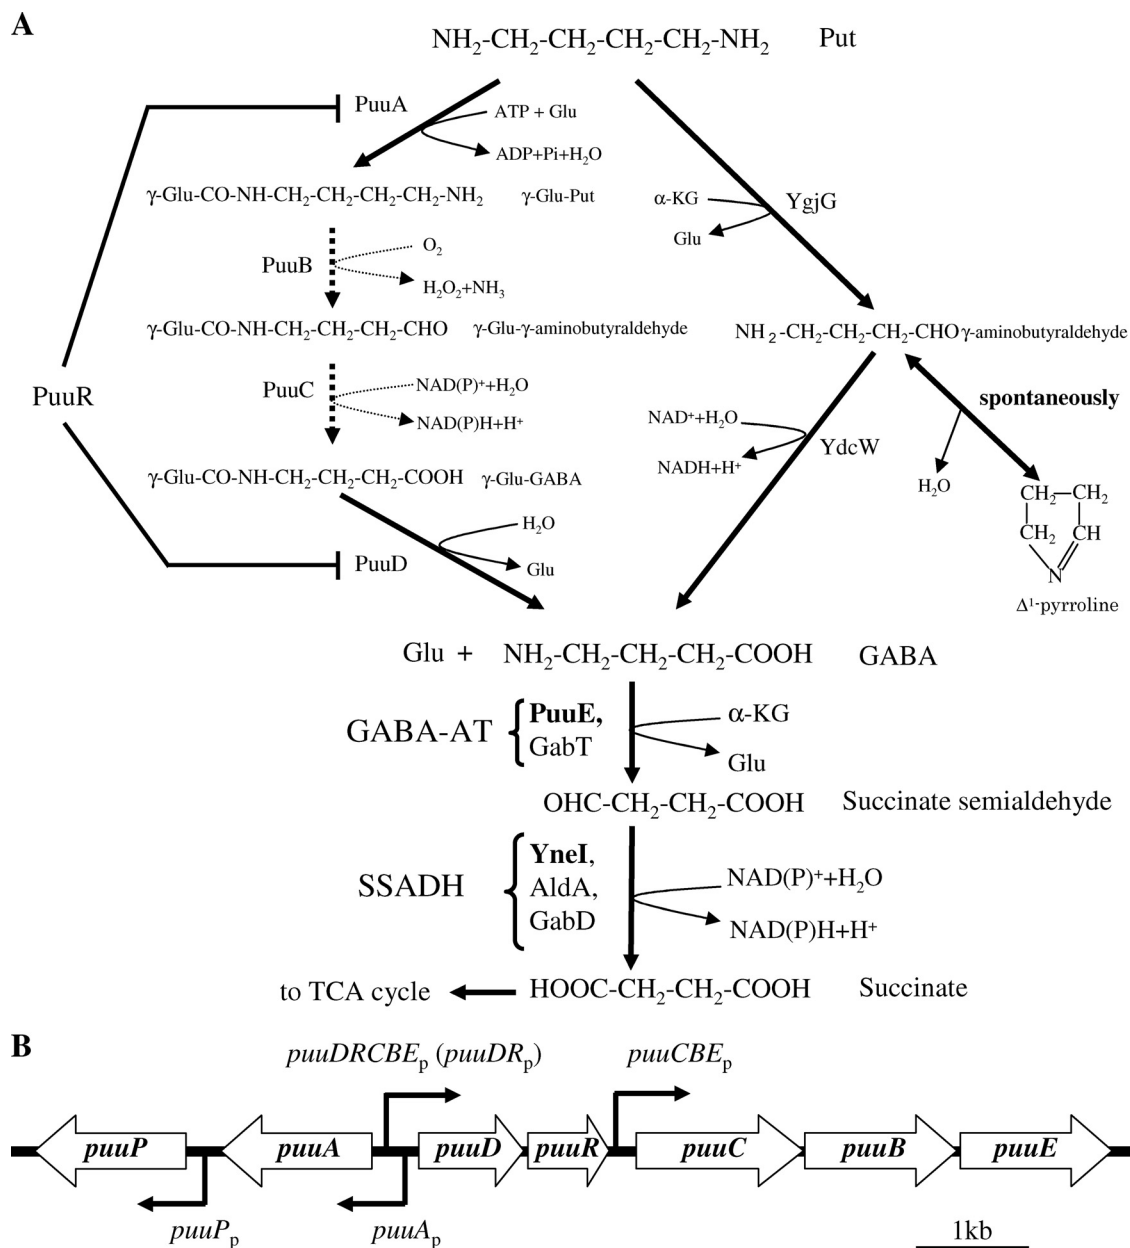 A
NH₂-CH₂-CH₂-CH₂-CH₂-NH₂ Put
PuuA
ATP + Glu
ADP+Pi+H₂O
γ-Glu-CO-NH-CH₂-CH₂-CH₂-CH₂-NH₂ γ-Glu-Put
α-KG
YgjG
Glu
PuuB
O₂
H₂O₂+NH₃
γ-Glu-CO-NH-CH₂-CH₂-CH₂-CHO γ-Glu-γ-aminobutyraldehyde
NH₂-CH₂-CH₂-CH₂-CHO γ-aminobutyraldehyde
PuuR
PuuC
NAD(P)⁺+H₂O
NAD(P)H+H⁺
spontaneously
NAD⁺+H₂O
NADH+H⁺
YdcW
H₂O
γ-Glu-CO-NH-CH₂-CH₂-CH₂-COOH γ-Glu-GABA
CH₂-CH₂
CH₂ CH
N
Δ¹-pyrroline
PuuD
H₂O
Glu
Glu + NH₂-CH₂-CH₂-CH₂-COOH GABA
GABA-AT
PuuE,
GabT
α-KG
Glu
OHC-CH₂-CH₂-COOH Succinate semialdehyde
SSADH
YneI,
AldA,
GabD
NAD(P)⁺+H₂O
NAD(P)H+H⁺
to TCA cycle HOOC-CH₂-CH₂-COOH Succinate
B
puuDRCBEₚ (puuDRₚ) puuCBEₚ
puuP puuA puuD puuR puuC puuB puuE
puuPₚ puuAₚ
1kb